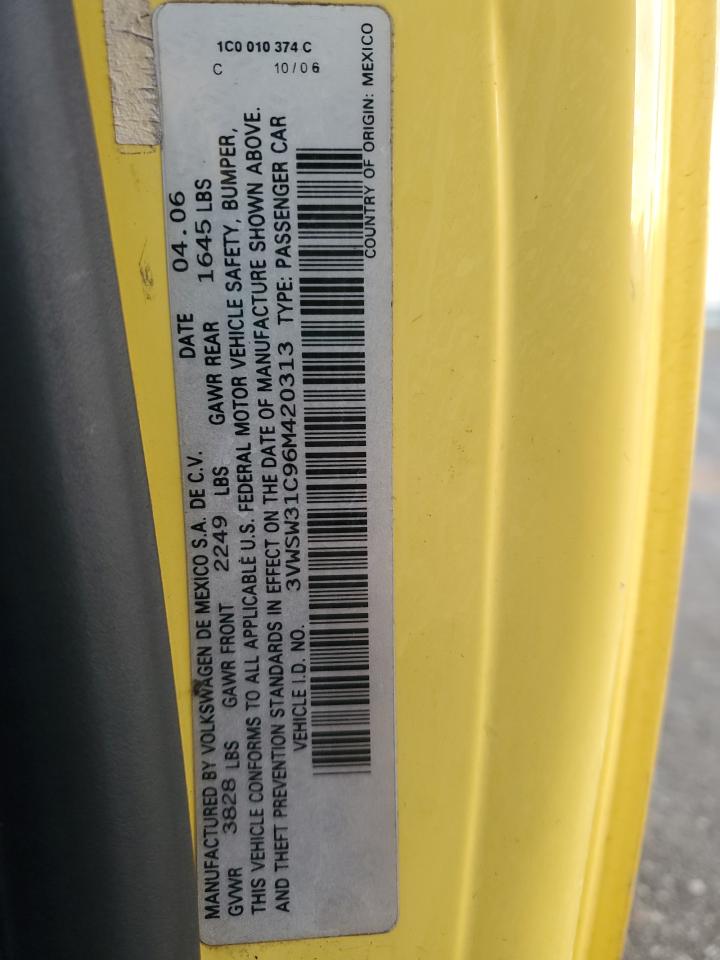 MANUFACTURED BY VOLKSWAGEN DE MEXICO S.A. DE C.V. DATE 04.06
GVWR 3828 LBS GAWR FRONT 2249 LBS GAWR REAR 1645 LBS
THIS VEHICLE CONFORMS TO ALL APPLICABLE U.S. FEDERAL MOTOR VEHICLE SAFETY, BUMPER,
AND THEFT PREVENTION STANDARDS IN EFFECT ON THE DATE OF MANUFACTURE SHOWN ABOVE.
VEHICLE I.D. NO. 3VWSW31C96M420313 TYPE: PASSENGER CAR
COUNTRY OF ORIGIN: MEXICO
1C0 010 374 C
C 10/06